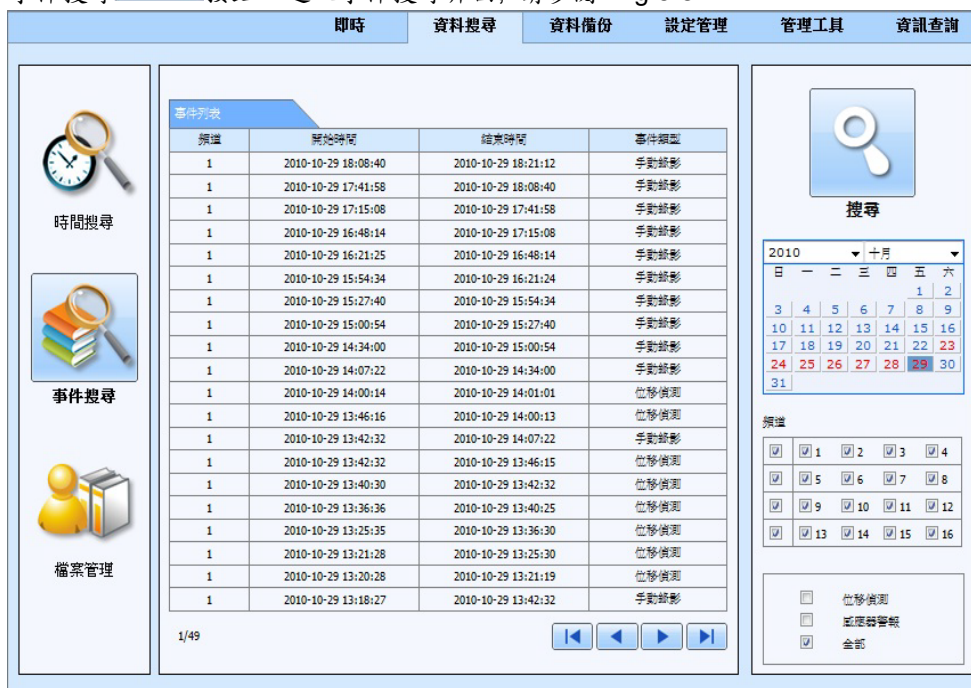 即時 資料搜尋 資料備份 設定管理 管理工具 資訊查詢
時間搜尋
事件搜尋
檔案管理
事件列表
頻道 開始時間 結束時間 事件類型
1 2010-10-29 18:08:40 2010-10-29 18:21:12 手動錄影
1 2010-10-29 17:41:58 2010-10-29 18:08:40 手動錄影
1 2010-10-29 17:15:08 2010-10-29 17:41:58 手動錄影
1 2010-10-29 16:48:14 2010-10-29 17:15:08 手動錄影
1 2010-10-29 16:21:25 2010-10-29 16:48:14 手動錄影
1 2010-10-29 15:54:34 2010-10-29 16:21:24 手動錄影
1 2010-10-29 15:27:40 2010-10-29 15:54:34 手動錄影
1 2010-10-29 15:00:54 2010-10-29 15:27:40 手動錄影
1 2010-10-29 14:34:00 2010-10-29 15:00:54 手動錄影
1 2010-10-29 14:07:22 2010-10-29 14:34:00 手動錄影
1 2010-10-29 14:00:14 2010-10-29 14:01:01 位移偵測
1 2010-10-29 13:46:16 2010-10-29 14:00:13 位移偵測
1 2010-10-29 13:42:32 2010-10-29 14:07:22 手動錄影
1 2010-10-29 13:42:32 2010-10-29 13:46:15 位移偵測
1 2010-10-29 13:40:30 2010-10-29 13:42:32 位移偵測
1 2010-10-29 13:36:36 2010-10-29 13:40:25 位移偵測
1 2010-10-29 13:25:35 2010-10-29 13:36:30 位移偵測
1 2010-10-29 13:21:28 2010-10-29 13:25:30 位移偵測
1 2010-10-29 13:20:28 2010-10-29 13:21:19 位移偵測
1 2010-10-29 13:18:27 2010-10-29 13:42:32 手動錄影
1/49
搜尋
2010 十月
日 一 二 三 四 五 六
1 2
3 4 5 6 7 8 9
10 11 12 13 14 15 16
17 18 19 20 21 22 23
24 25 26 27 28 29 30
31
頻道
1 2 3 4
5 6 7 8
9 10 11 12
13 14 15 16
位移偵測
感應器警報
全部